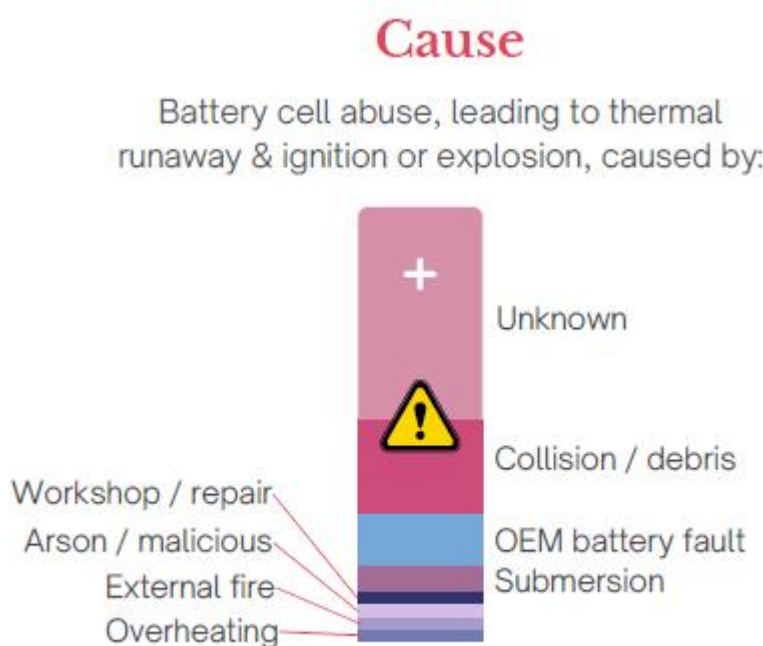 Cause
Battery cell abuse, leading to thermal
runaway & ignition or explosion, caused by:
+
Unknown
!
Collision / debris
Workshop / repair
Arson / malicious
OEM battery fault
External fire
Submersion
Overheating